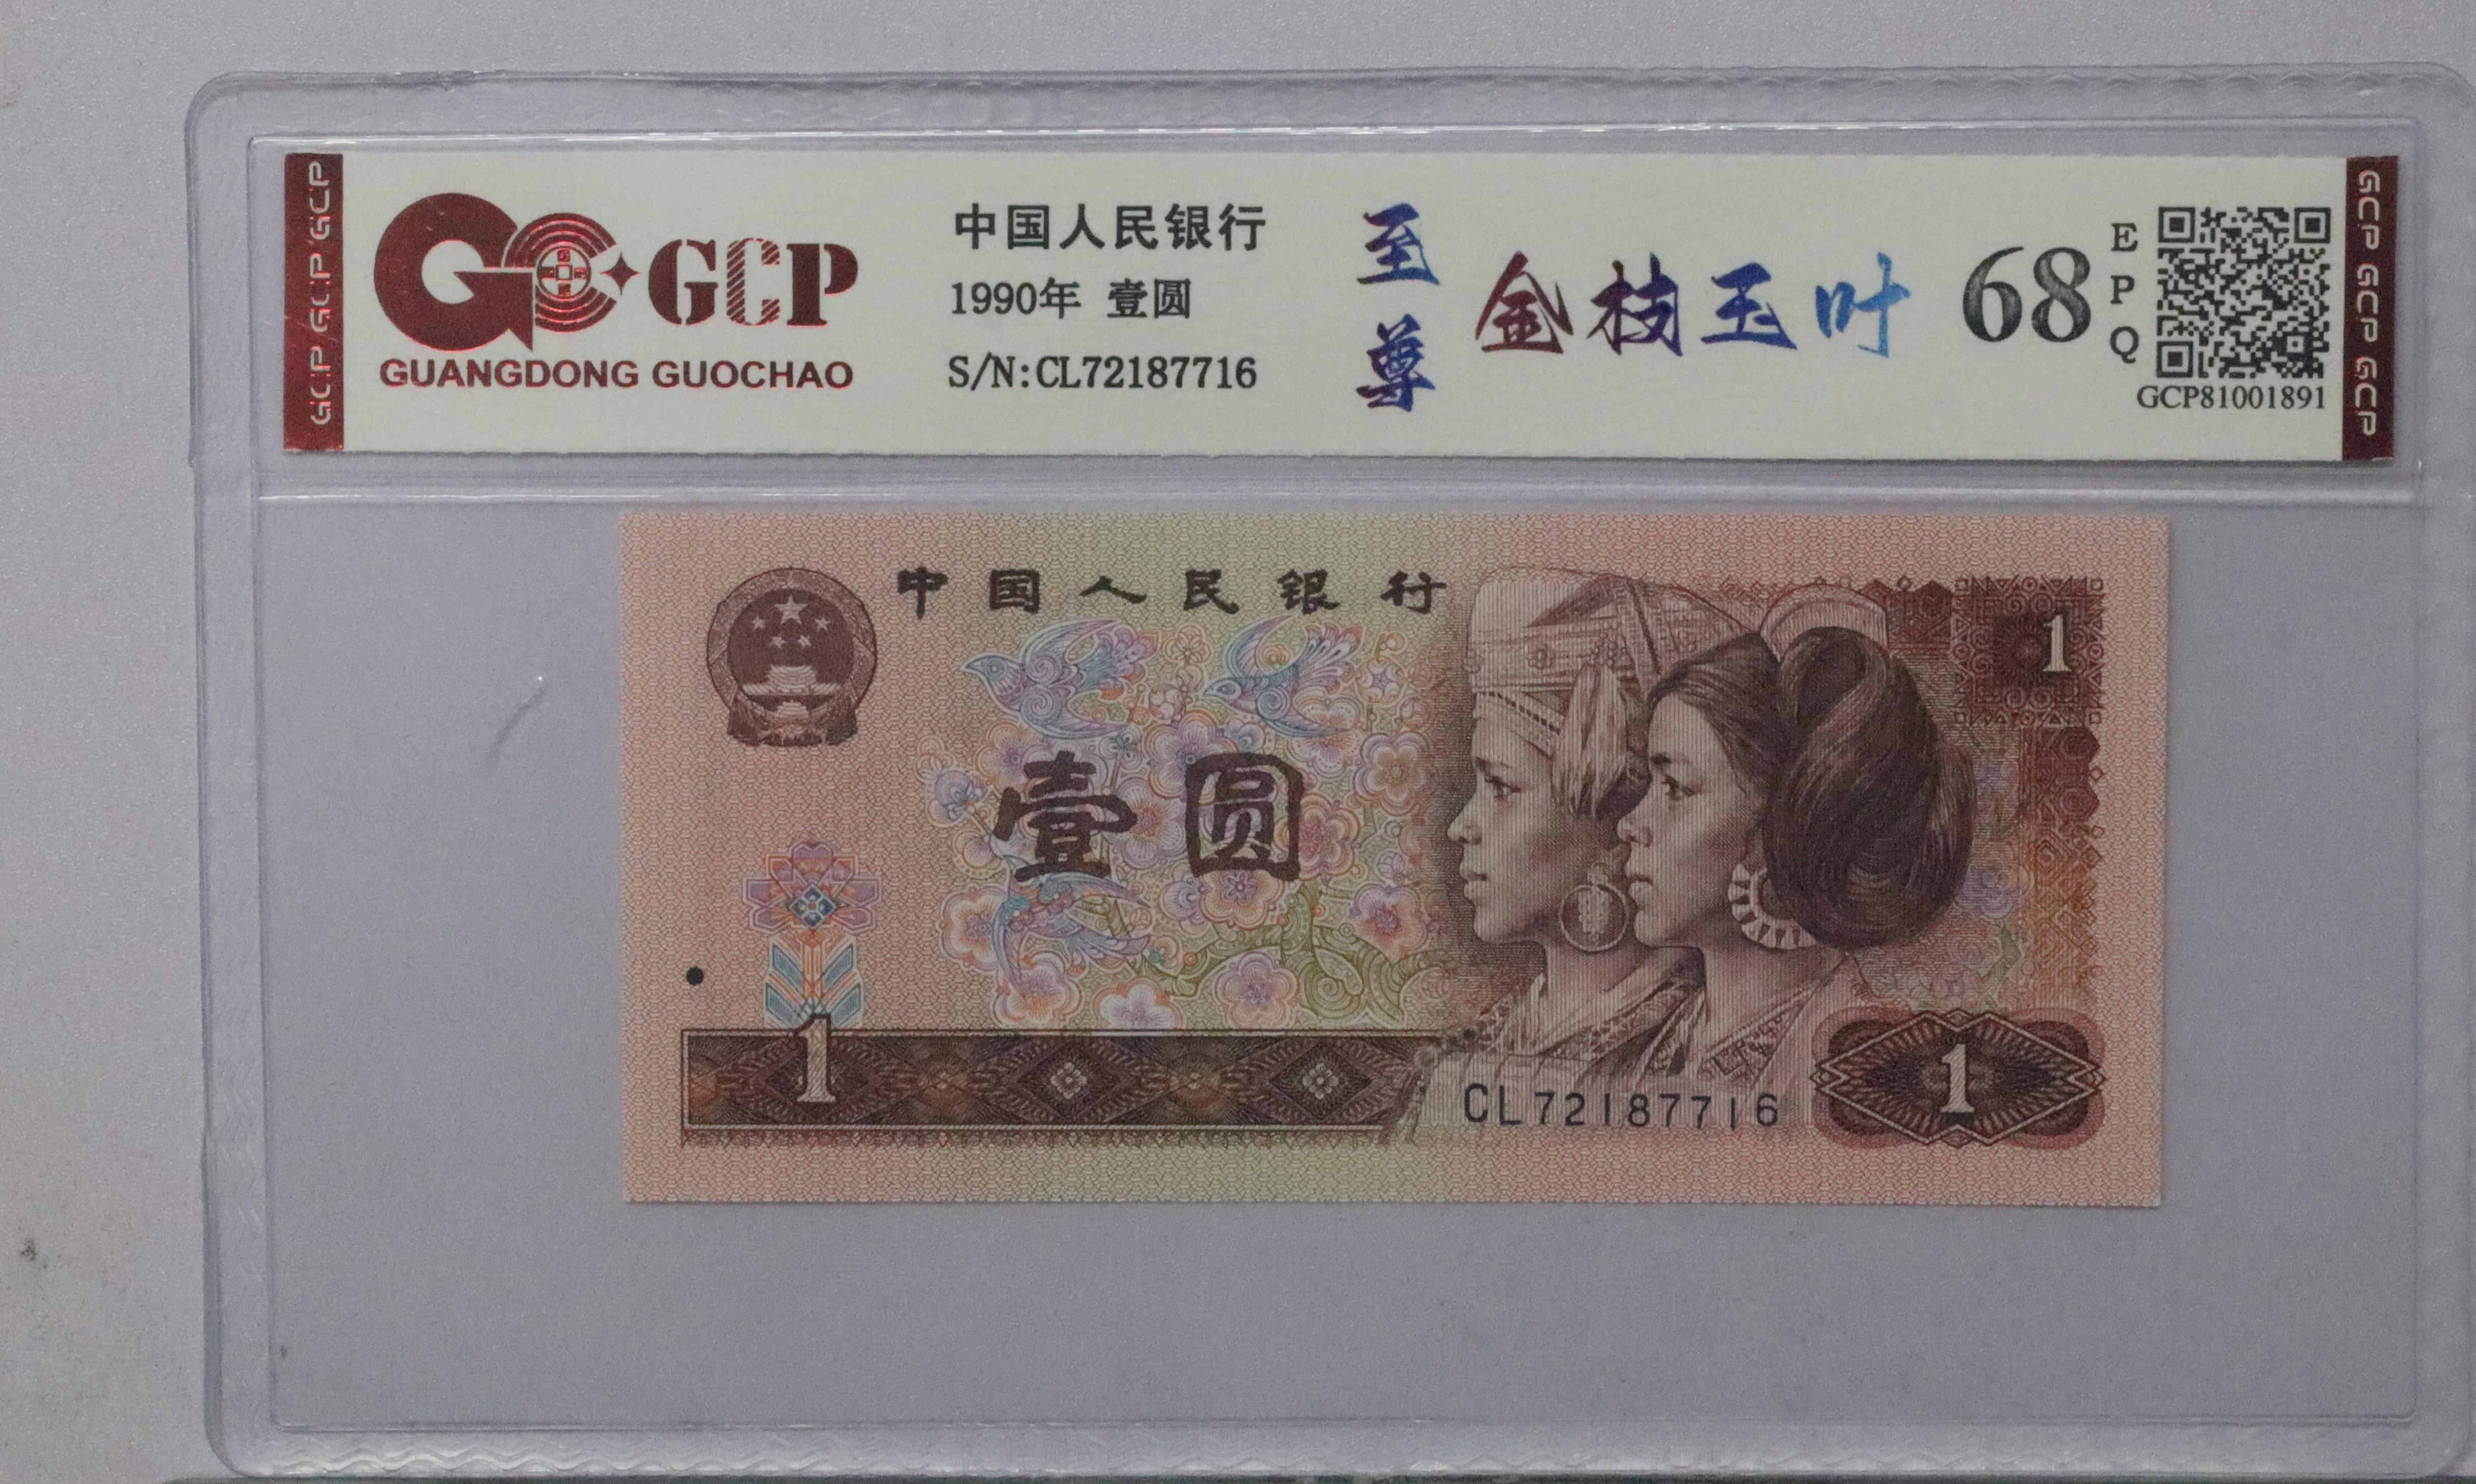 GCP GCP GCP
GCP
GUANGDONG GUOCHAO
中国人民银行
1990年 壹圆
S/N:CL72187716
至尊
金枝玉叶
68
EPQ
GCP81001891
GCP GCP GCP
中国人民银行
1
壹圆
1
CL72187716
1